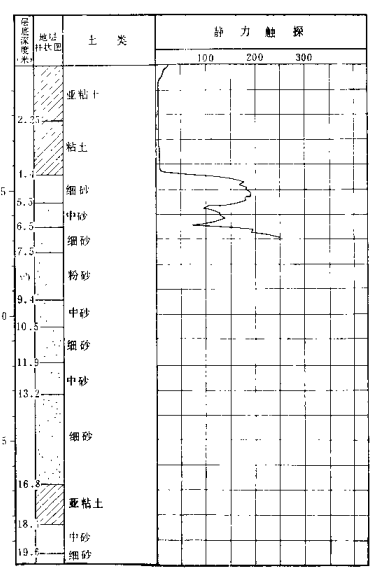 层底深度(米)
地层柱状图
土 类
静 力 触 探
100 200 300
亚粘土
2.25
粘土
细砂
5
5.5
中砂
6.5
细砂
7.5
粉砂
9.4
中砂
0
10.5
细砂
11.9
中砂
13.2
细砂
5
16.8
亚粘土
18.
中砂
19.6
细砂